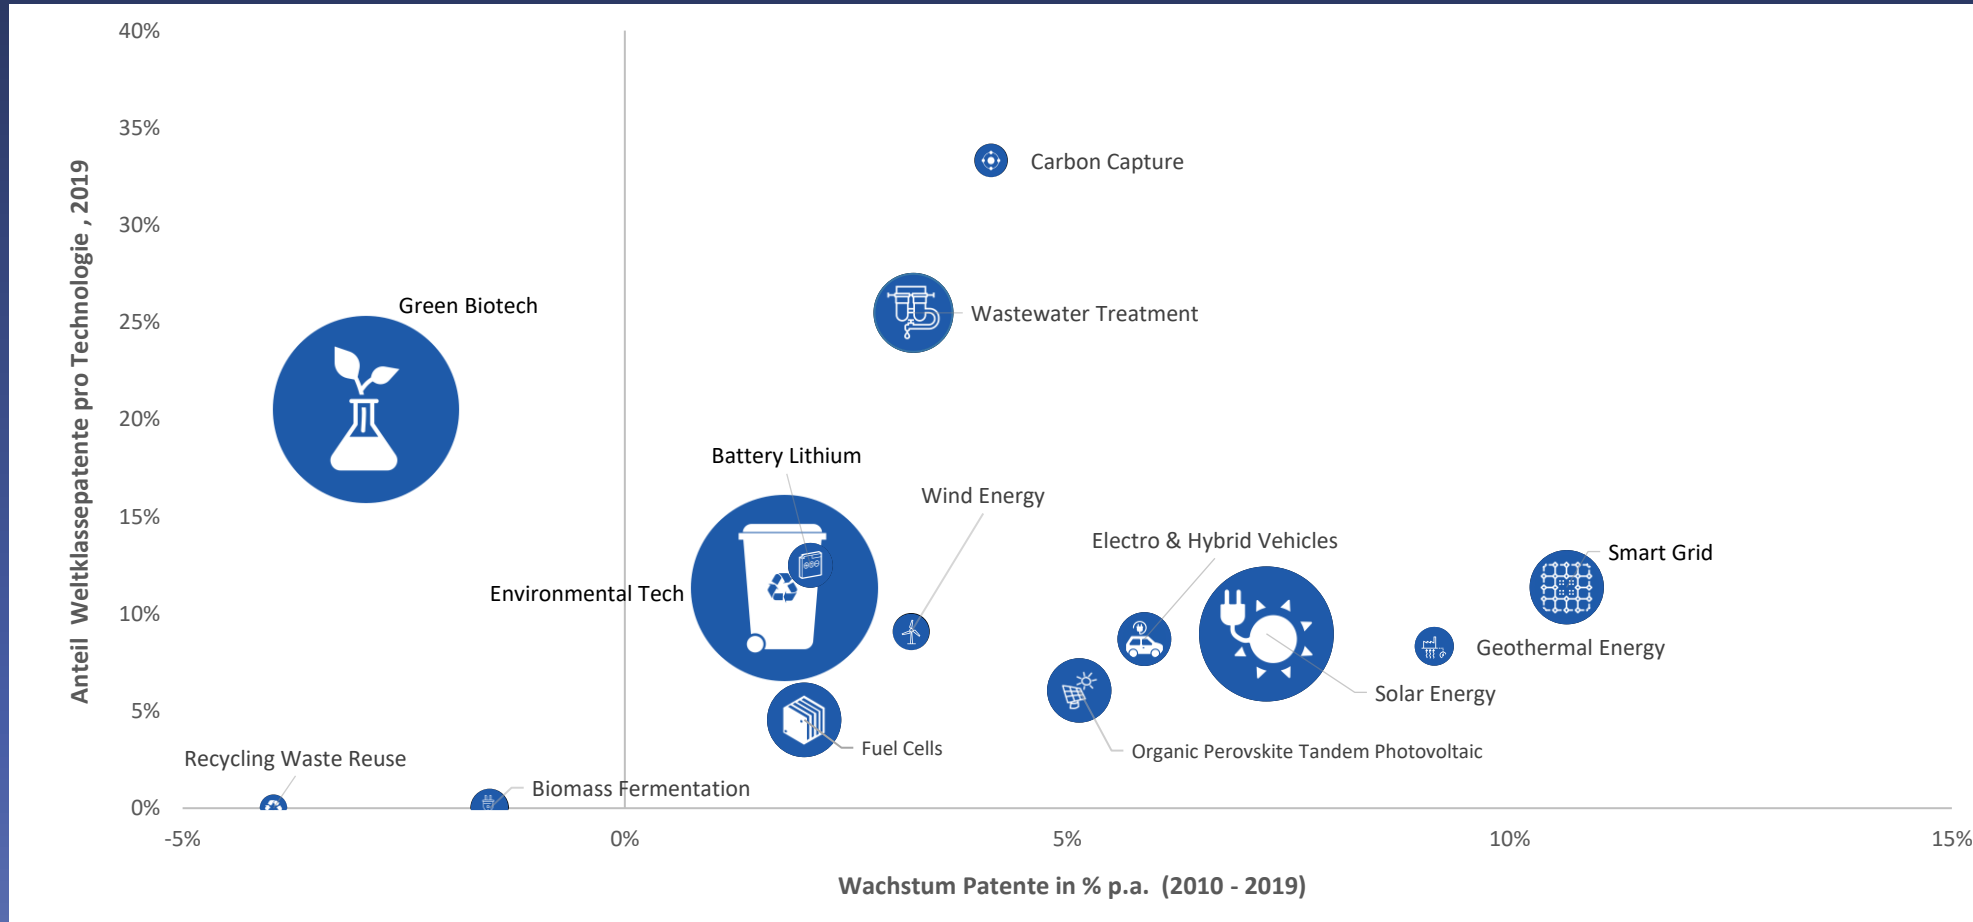 40%
35%
30%
25%
20%
15%
10%
5%
0%
Anteil Weltklassepatente pro Technologie , 2019
Carbon Capture
Green Biotech
Wastewater Treatment
Battery Lithium
Wind Energy
Electro & Hybrid Vehicles
Smart Grid
Environmental Tech
Geothermal Energy
Solar Energy
Fuel Cells
Organic Perovskite Tandem Photovoltaic
Recycling Waste Reuse
Biomass Fermentation
-5%
0%
5%
10%
15%
Wachstum Patente in % p.a. (2010 - 2019)